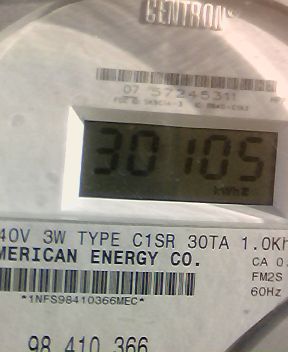 CENTRON®
07 57245311
30105
kWh
40V 3W TYPE C1SR 30TA 1.0Kh
MERICAN ENERGY CO.
CA 0.
FM2S
60Hz
*1NFS98410366MEC*
98 410 366